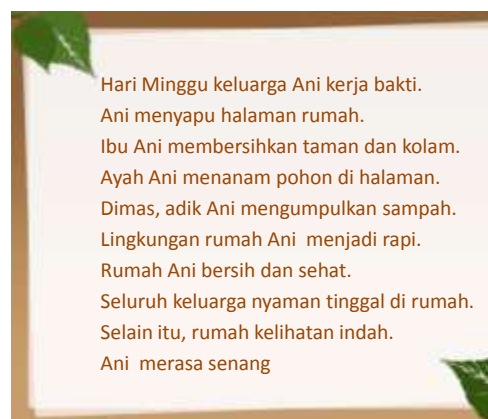 Hari Minggu keluarga Ani kerja bakti.
Ani menyapu halaman rumah.
Ibu Ani membersihkan taman dan kolam.
Ayah Ani menanam pohon di halaman.
Dimas, adik Ani mengumpulkan sampah.
Lingkungan rumah Ani  menjadi rapi.
Rumah Ani bersih dan sehat.
Seluruh keluarga nyaman tinggal di rumah.
Selain itu, rumah kelihatan indah.
Ani  merasa senang